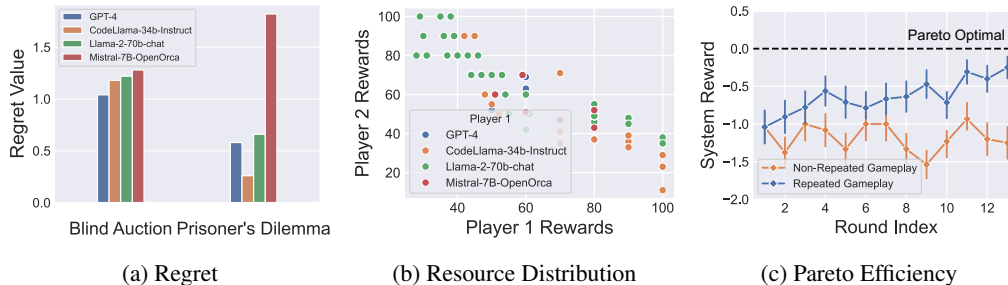 GPT-4
CodeLlama-34b-Instruct
Llama-2-70b-chat
Mistral-7B-OpenOrca
Regret Value
1.5
1.0
0.5
0.0
Blind Auction Prisoner's Dilemma
(a) Regret
Player 2 Rewards
100
80
60
40
20
Player 1
GPT-4
CodeLlama-34b-Instruct
Llama-2-70b-chat
Mistral-7B-OpenOrca
40 60 80 100
Player 1 Rewards
(b) Resource Distribution
System Reward
0.5
0.0
−0.5
−1.0
−1.5
−2.0
Pareto Optimal
Non-Repeated Gameplay
Repeated Gameplay
2 4 6 8 10 12
Round Index
(c) Pareto Efficiency